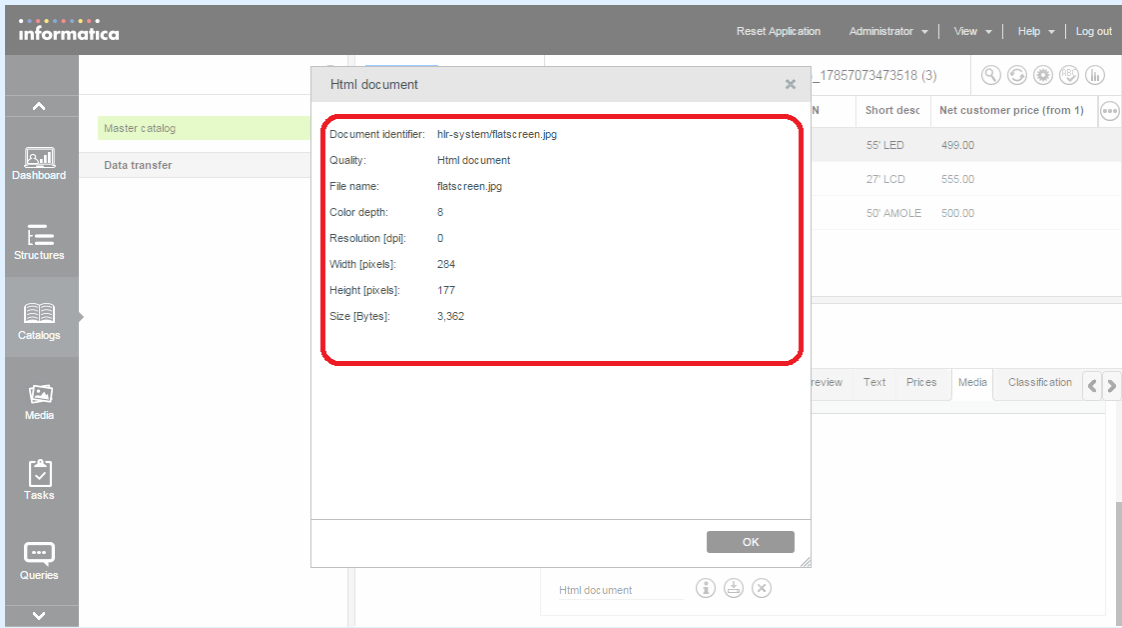 informatica
Reset Application Administrator View Help Log out
Html document
_17857073473518 (3)
Master catalog
Data transfer
Dashboard
Structures
Catalogs
Media
Tasks
Queries
Document identifier: hlr-system/flatscreen.jpg
Quality: Html document
File name: flatscreen.jpg
Color depth: 8
Resolution [dpi]: 0
Width [pixels]: 284
Height [pixels]: 177
Size [Bytes]: 3,362
OK
N Short desc Net customer price (from 1)
55' LED 499.00
27' LCD 555.00
50' AMOLE 500.00
review Text Prices Media Classification
Html document